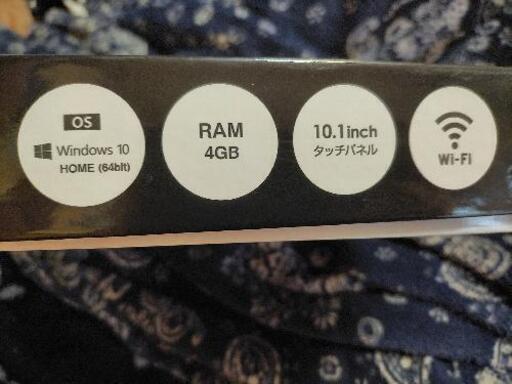 OS
Windows 10
HOME (64bit)
RAM
4GB
10.1inch
タッチパネル
Wi-Fi